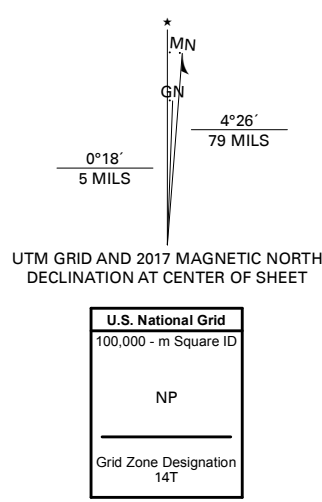 ★
MN
GN
4°26´
79 MILS
0°18´
5 MILS
UTM GRID AND 2017 MAGNETIC NORTH
DECLINATION AT CENTER OF SHEET
U.S. National Grid
100,000 - m Square ID
NP
Grid Zone Designation
14T